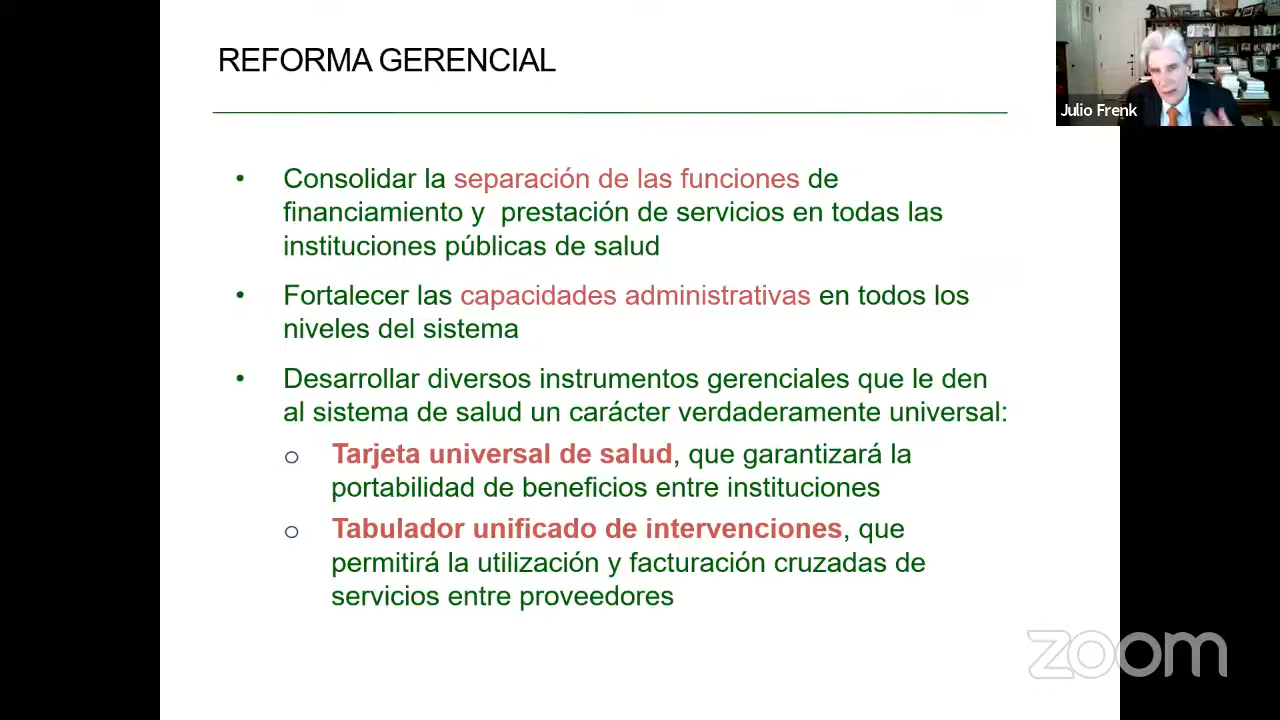 REFORMA GERENCIAL
Julio Frenk
• Consolidar la separación de las funciones de
financiamiento y prestación de servicios en todas las
instituciones públicas de salud
• Fortalecer las capacidades administrativas en todos los
niveles del sistema
• Desarrollar diversos instrumentos gerenciales que le den
al sistema de salud un carácter verdaderamente universal:
o Tarjeta universal de salud, que garantizará la
portabilidad de beneficios entre instituciones
o Tabulador unificado de intervenciones, que
permitirá la utilización y facturación cruzadas de
servicios entre proveedores
zoom